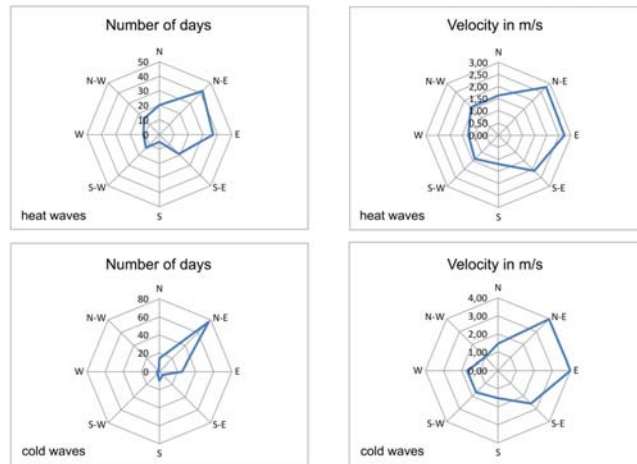 Number of days
N
50
40
30
20
10
0
N-W
N-E
W
E
S-W
S-E
S
heat waves
Velocity in m/s
N
3,00
2,50
2,00
1,50
1,00
0,50
0,00
N-W
N-E
W
E
S-W
S-E
S
heat waves
Number of days
N
80
60
40
20
0
N-W
N-E
W
E
S-W
S-E
S
cold waves
Velocity in m/s
N
4,00
3,00
2,00
1,00
0,00
N-W
N-E
W
E
S-W
S-E
S
cold waves